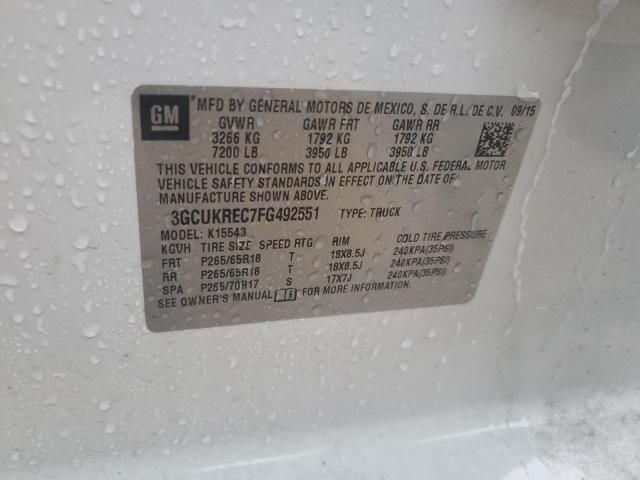 GM
*MFD BY GENERAL MOTORS DE MEXICO, S. DE R.L. DE C.V. 09/15
GVWR GAWR FRT GAWR RR
3266 KG 1792 KG 1792 KG
7200 LB 3950 LB 3950 LB
THIS VEHICLE CONFORMS TO ALL APPLICABLE U.S. FEDERAL MOTOR
VEHICLE SAFETY STANDARDS IN EFFECT ON THE DATE OF
MANUFACTURE SHOWN ABOVE.
3GCUKREC7FG492551 TYPE: TRUCK
MODEL: K15543
KGVH TIRE SIZE SPEED RTG RIM COLD TIRE PRESSURE
FRT P265/65R18 T 18X8.5J 240KPA(35PSI)
RR P265/65R18 T 18X8.5J 240KPA(35PSI)
SPA P265/70R17 S 17X7J 240KPA(35PSI)
SEE OWNER'S MANUAL FOR MORE INFORMATION.